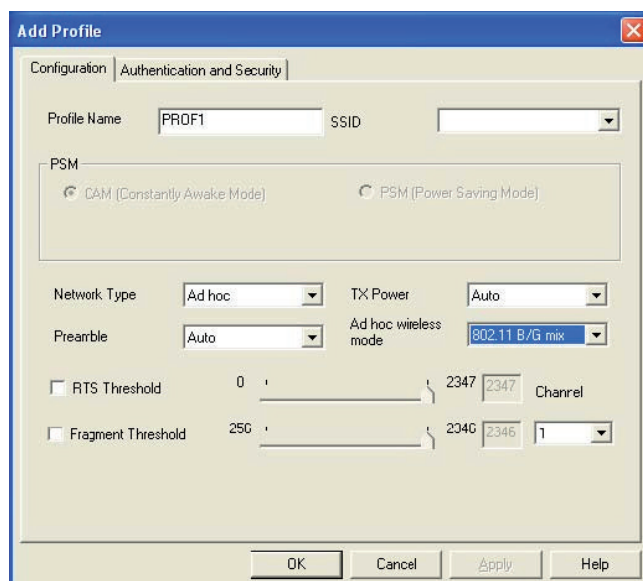 Add Profile
Configuration Authentication and Security
Profile Name PROF1 SSID
PSM
CAM (Constantly Awake Mode) PSM (Power Saving Mode)
Network Type Ad hoc TX Power Auto
Preamble Auto Ad hoc wireless mode 802.11 B/G mix
RTS Threshold 0 2347 2347 Channel
Fragment Threshold 256 2346 2346 1
OK Cancel Apply Help